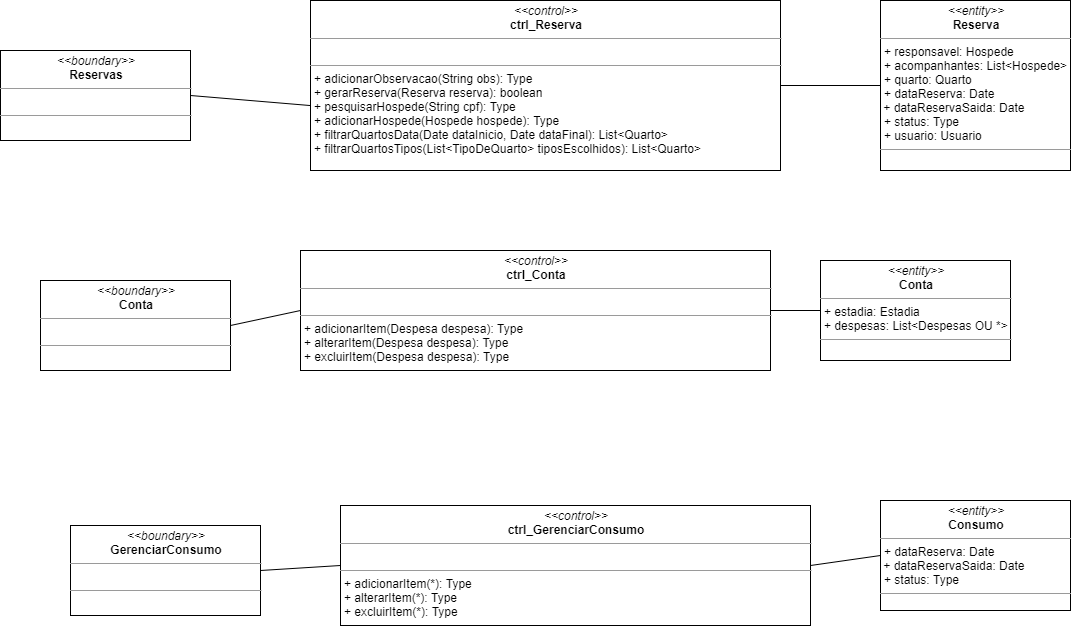 <<boundary>>
Reservas
<<control>>
ctrl_Reserva
+ adicionarObservacao(String obs): Type
+ gerarReserva(Reserva reserva): boolean
+ pesquisarHospede(String cpf): Type
+ adicionarHospede(Hospede hospede): Type
+ filtrarQuartosData(Date dataInicio, Date dataFinal): List<Quarto>
+ filtrarQuartosTipos(List<TipoDeQuarto> tiposEscolhidos): List<Quarto>
<<entity>>
Reserva
+ responsavel: Hospede
+ acompanhantes: List<Hospede>
+ quarto: Quarto
+ dataReserva: Date
+ dataReservaSaida: Date
+ status: Type
+ usuario: Usuario
<<boundary>>
Conta
<<control>>
ctrl_Conta
+ adicionarItem(Despesa despesa): Type
+ alterarItem(Despesa despesa): Type
+ excluirItem(Despesa despesa): Type
<<entity>>
Conta
+ estadia: Estadia
+ despesas: List<Despesas OU *>
<<boundary>>
GerenciarConsumo
<<control>>
ctrl_GerenciarConsumo
+ adicionarItem(*): Type
+ alterarItem(*): Type
+ excluirItem(*): Type
<<entity>>
Consumo
+ dataReserva: Date
+ dataReservaSaida: Date
+ status: Type